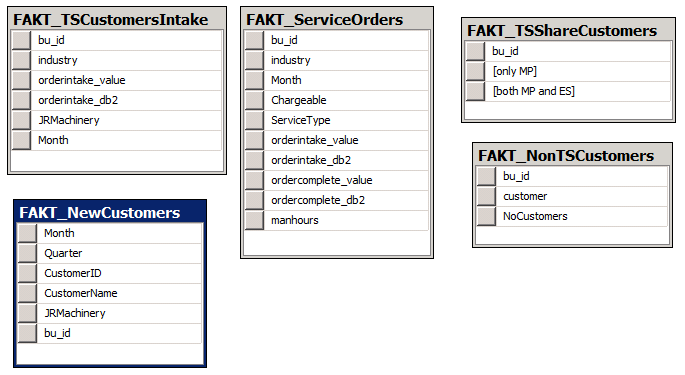 FAKT_TSCustomersIntake
bu_id
industry
orderintake_value
orderintake_db2
JRMachinery
Month
FAKT_ServiceOrders
bu_id
industry
Month
Chargeable
ServiceType
orderintake_value
orderintake_db2
ordercomplete_value
ordercomplete_db2
manhours
FAKT_TSShareCustomers
bu_id
[only MP]
[both MP and ES]
FAKT_NonTSCustomers
bu_id
customer
NoCustomers
FAKT_NewCustomers
Month
Quarter
CustomerID
CustomerName
JRMachinery
bu_id